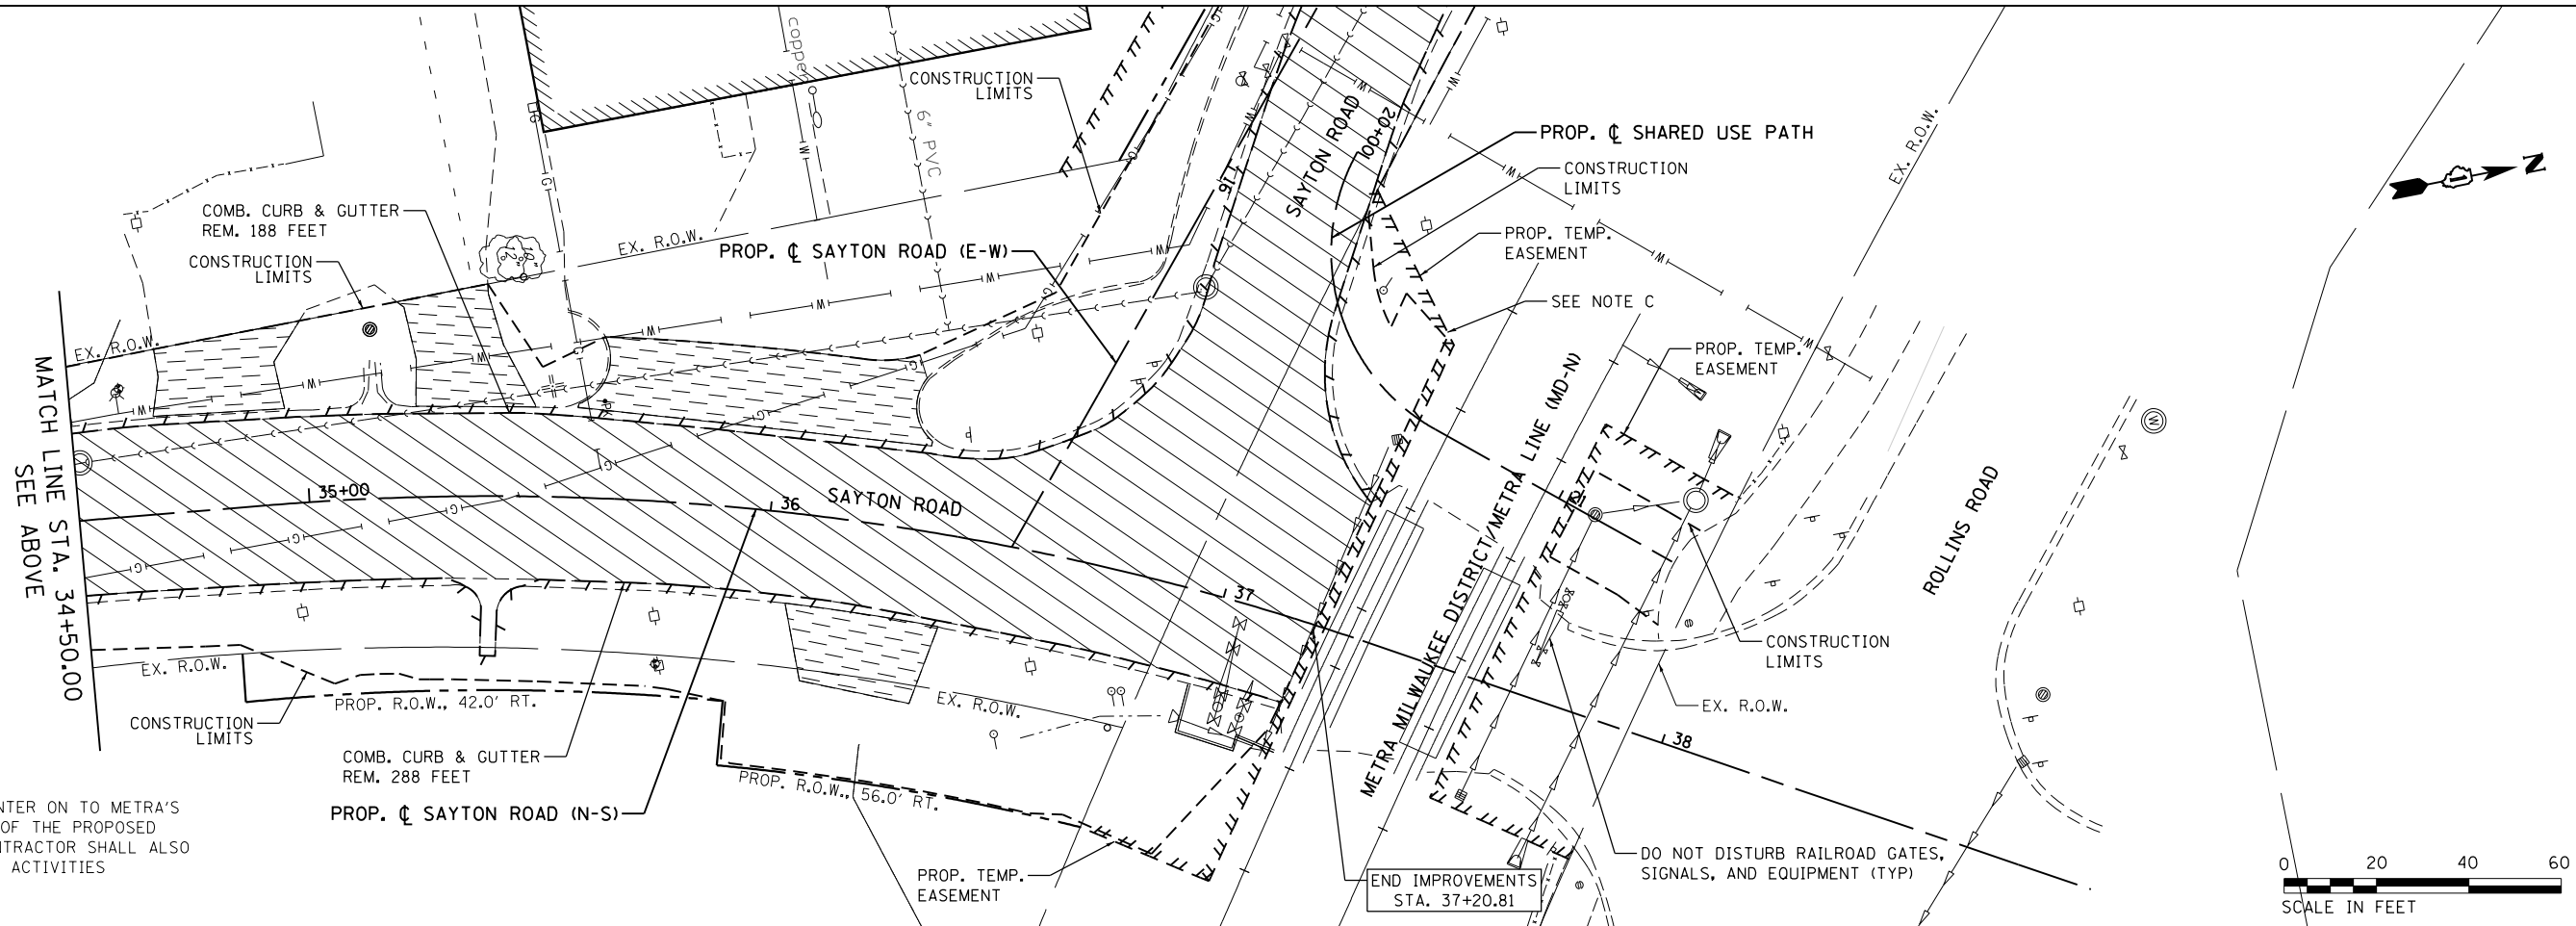 copper
CONSTRUCTION
LIMITS
6" PVC
SAYTON ROAD
20+00
PROP. ℄ SHARED USE PATH
CONSTRUCTION
LIMITS
EX. R.O.W.
N
COMB. CURB & GUTTER
REM. 188 FEET
CONSTRUCTION
LIMITS
EX. R.O.W.
PROP. ℄ SAYTON ROAD (E-W)
16
PROP. TEMP.
EASEMENT
SEE NOTE C
EX. R.O.W.
PROP. TEMP.
EASEMENT
MATCH LINE STA. 34+50.00
SEE ABOVE
35+00
36
SAYTON ROAD
37
METRA MILWAUKEE DISTRICT/METRA LINE (MD-N)
ROLLINS ROAD
CONSTRUCTION
LIMITS
EX. R.O.W.
38
EX. R.O.W.
PROP. R.O.W., 42.0' RT.
EX. R.O.W.
CONSTRUCTION
LIMITS
COMB. CURB & GUTTER
REM. 288 FEET
PROP. R.O.W., 56.0' RT.
PROP. ℄ SAYTON ROAD (N-S)
NTER ON TO METRA'S
OF THE PROPOSED
NTRACTOR SHALL ALSO
ACTIVITIES
PROP. TEMP.
EASEMENT
END IMPROVEMENTS
STA. 37+20.81
DO NOT DISTURB RAILROAD GATES,
SIGNALS, AND EQUIPMENT (TYP)
0 20 40 60
SCALE IN FEET